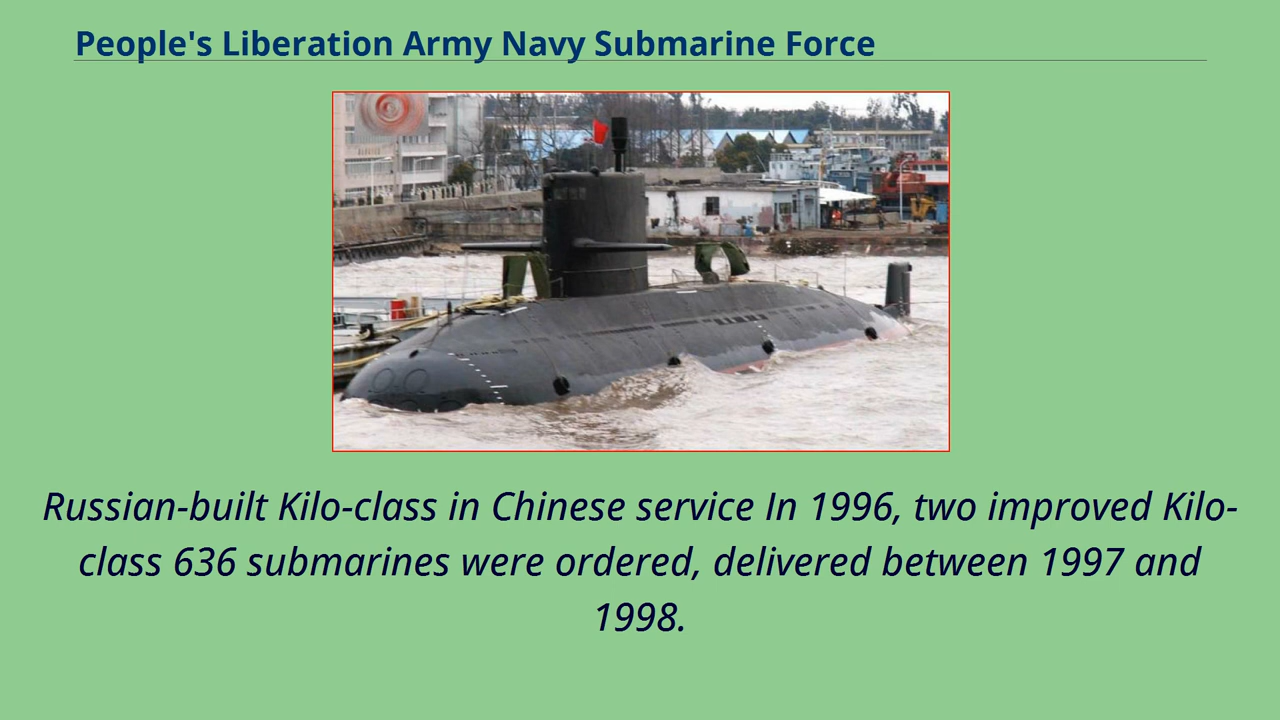 People's Liberation Army Navy Submarine Force
Russian-built Kilo-class in Chinese service In 1996, two improved Kilo-
class 636 submarines were ordered, delivered between 1997 and
1998.